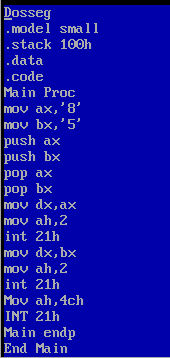 Dosseg
.model small
.stack 100h
.data
.code
Main Proc
mov ax,'8'
mov bx,'5'
push ax
push bx
pop ax
pop bx
mov dx,ax
mov ah,2
int 21h
mov dx,bx
mov ah,2
int 21h
Mov ah,4ch
INT 21h
Main endp
End Main